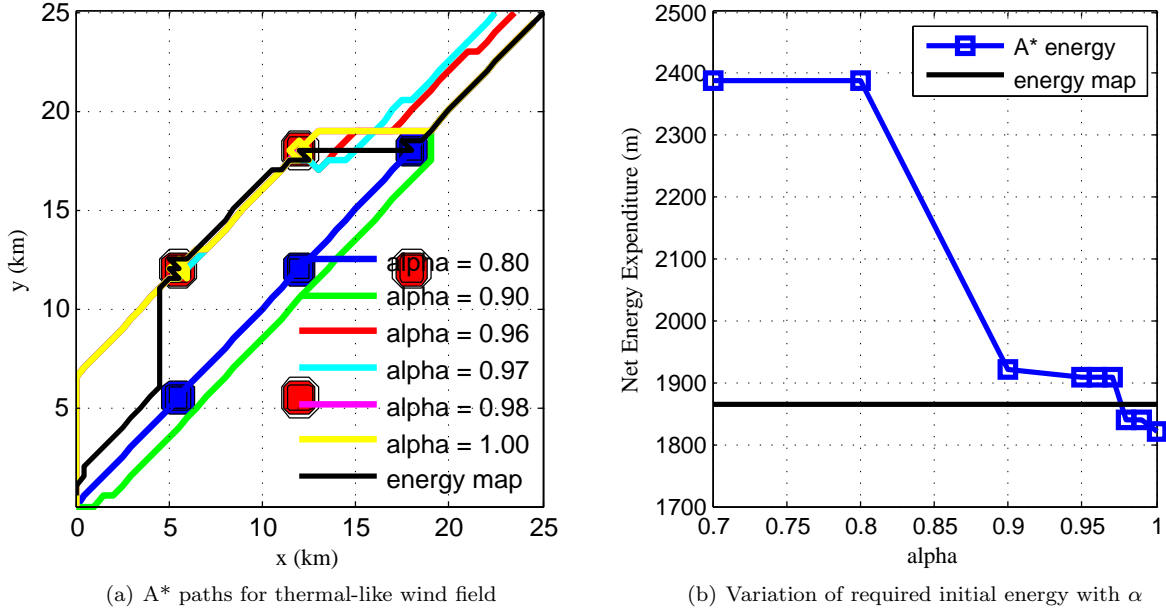 25
20
15
10
5
0
5
10
15
20
25
y (km)
x (km)
alpha = 0.80
alpha = 0.90
alpha = 0.96
alpha = 0.97
alpha = 0.98
alpha = 1.00
energy map
(a) A* paths for thermal-like wind field
2500
2400
2300
2200
2100
2000
1900
1800
1700
0.7
0.75
0.8
0.85
0.9
0.95
1
Net Energy Expenditure (m)
alpha
A* energy
energy map
(b) Variation of required initial energy with α